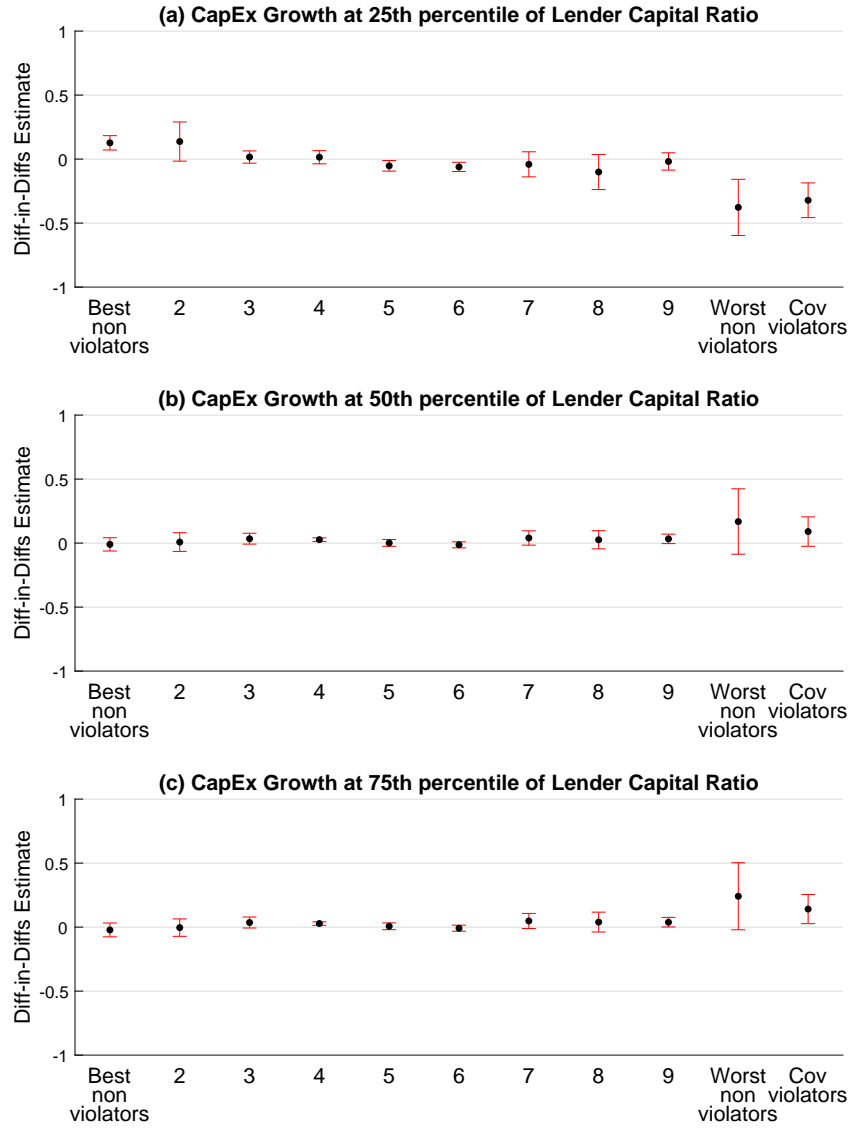 (a) CapEx Growth at 25th percentile of Lender Capital Ratio
Diff-in-Diffs Estimate
1
0.5
0
-0.5
-1
Best 2 3 4 5 6 7 8 9 Worst Cov
non non violators
violators violators
(b) CapEx Growth at 50th percentile of Lender Capital Ratio
Diff-in-Diffs Estimate
1
0.5
0
-0.5
-1
Best 2 3 4 5 6 7 8 9 Worst Cov
non non violators
violators violators
(c) CapEx Growth at 75th percentile of Lender Capital Ratio
Diff-in-Diffs Estimate
1
0.5
0
-0.5
-1
Best 2 3 4 5 6 7 8 9 Worst Cov
non non violators
violators violators